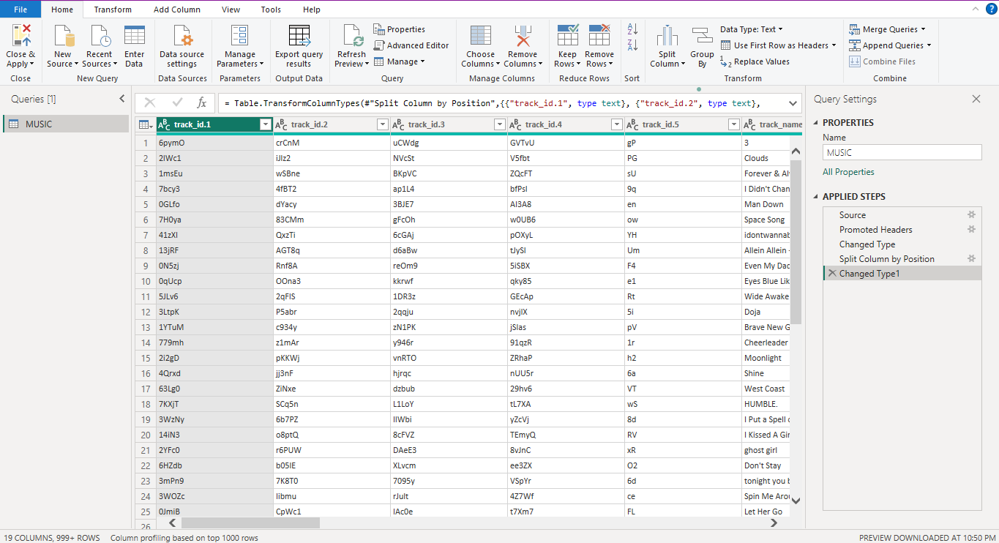 File Home Transform Add Column View Tools Help
Close & Apply
New Source
Recent Sources
Enter Data
Data source settings
Manage Parameters
Export query results
Refresh Preview
Properties
Advanced Editor
Manage
Choose Columns
Remove Columns
Keep Rows
Remove Rows
Split Column
Group By
Data Type: Text
Use First Row as Headers
Replace Values
Merge Queries
Append Queries
Combine Files
Close New Query Data Sources Parameters Output Data Query Manage Columns Reduce Rows Sort Transform Combine
Queries [1]
MUSIC
= Table.TransformColumnTypes(#"Split Column by Position",{{"track_id.1", type text}, {"track_id.2", type text},
track_id.1 track_id.2 track_id.3 track_id.4 track_id.5 track_name
1 6pymO crCnM uCWdg GVTvU gP 3
2 2IWc1 iJIz2 NVcSt V5fbt PG Clouds
3 1msEu wSBne BKpVC ZQcFT sU Forever & Al
4 7bcy3 4fBT2 ap1L4 bfPsI 9q I Didn't Chan
5 0GLfo dYacy 3BJE7 AI3A8 en Man Down
6 7H0ya 83CMm gFcOh w0UB6 ow Space Song
7 41zXI QxzTi 6cGAj pOXyL YH idontwannab
8 13jRF AGT8q d6aBw tJySI Um Allein Allein -
9 0N5zj Rnf8A reOm9 5iSBX F4 Even My Dad
10 0qUcp OOna3 kkrwf qky85 e1 Eyes Blue Lik
11 5JLv6 2qFIS 1DR3z GEcAp Rt Wide Awake
12 3LtpK P5abr 2qqju nvjIX 5i Doja
13 1YTuM c934y zN1PK jSIas pV Brave New G
14 779mh z1mAr y946r 91qzR 1r Cheerleader
15 2i2gD pKKWj vnRTO ZRhaP h2 Moonlight
16 4Qrxd jj3nF hjrqc nUU5r 6a Shine
17 63Lg0 ZiNxe dzbub 29hv6 VT West Coast
18 7KXjT SCq5n L1LoY tL7XA wS HUMBLE.
19 3WzNy 6b7PZ IIWbi yZcVj 8d I Put a Spell o
20 14iN3 o8ptQ 8cFVZ TEmyQ RV I Kissed A Gir
21 2YFc0 r6PUW DAeE3 8vJnC xR ghost girl
22 6HZdb b05IE XLvcm ee3ZX O2 Don't Stay
23 3mPn9 7K8T0 7095y VSpYr 6d tonight you b
24 3WOZc Iibmu rJuIt 4Z7Wf ce Spin Me Arou
25 0JmiB CpWc1 IAc0e t7Xm7 FL Let Her Go
26
Query Settings
PROPERTIES
Name
MUSIC
All Properties
APPLIED STEPS
Source
Promoted Headers
Changed Type
Split Column by Position
Changed Type1
19 COLUMNS, 999+ ROWS Column profiling based on top 1000 rows
PREVIEW DOWNLOADED AT 10:50 PM